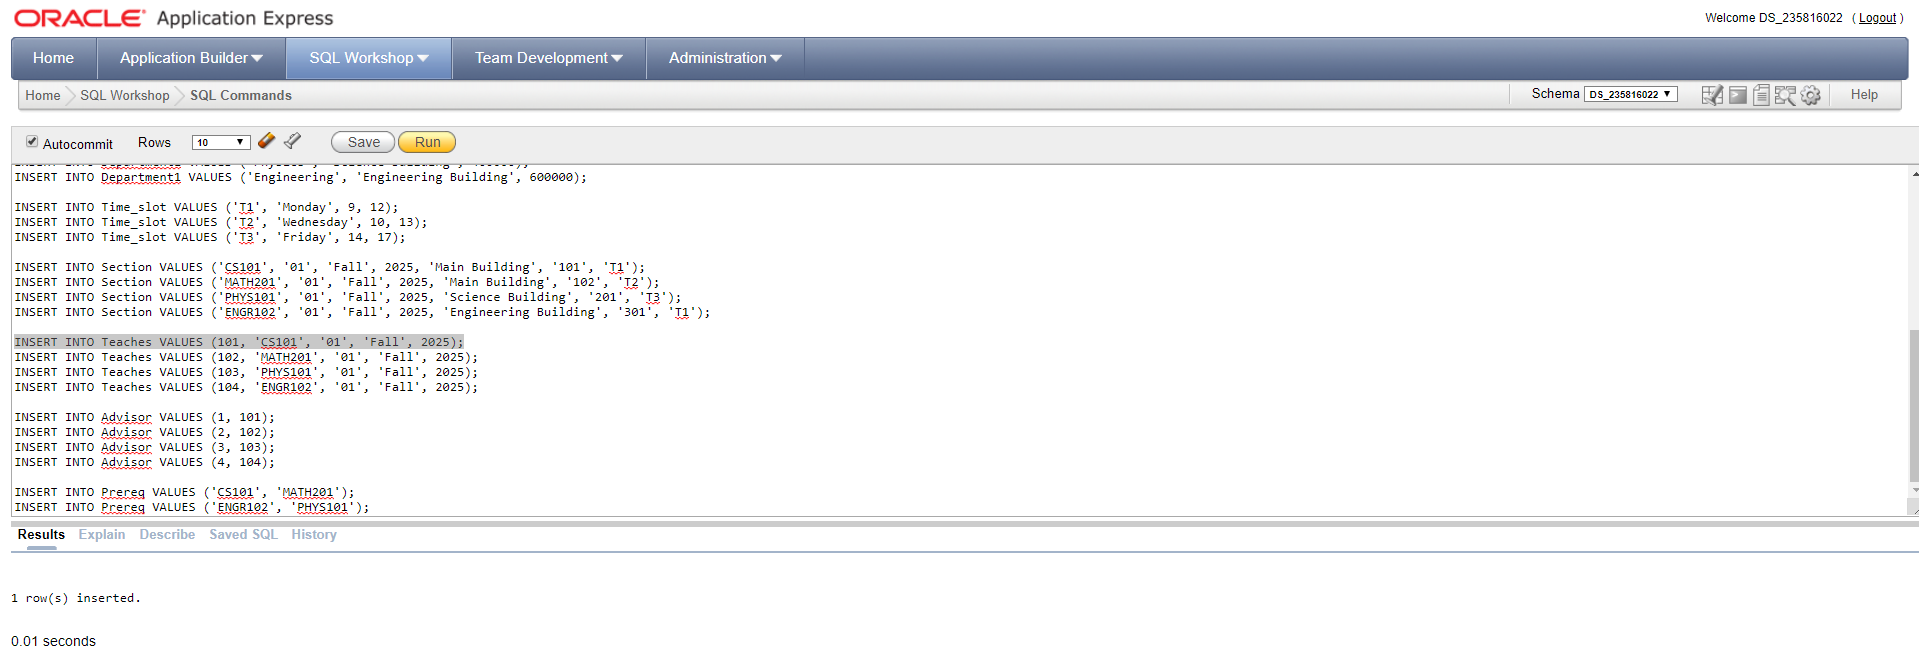 ORACLE Application Express
Welcome DS_235816022 ( Logout )
Home Application Builder SQL Workshop Team Development Administration
Home SQL Workshop SQL Commands Schema DS_235816022 Help
Autocommit Rows 10 Save Run
INSERT INTO Department1 VALUES ('Engineering', 'Engineering Building', 600000);
INSERT INTO Time_slot VALUES ('T1', 'Monday', 9, 12);
INSERT INTO Time_slot VALUES ('T2', 'Wednesday', 10, 13);
INSERT INTO Time_slot VALUES ('T3', 'Friday', 14, 17);
INSERT INTO Section VALUES ('CS101', '01', 'Fall', 2025, 'Main Building', '101', 'T1');
INSERT INTO Section VALUES ('MATH201', '01', 'Fall', 2025, 'Main Building', '102', 'T2');
INSERT INTO Section VALUES ('PHYS101', '01', 'Fall', 2025, 'Science Building', '201', 'T3');
INSERT INTO Section VALUES ('ENGR102', '01', 'Fall', 2025, 'Engineering Building', '301', 'T1');
INSERT INTO Teaches VALUES (101, 'CS101', '01', 'Fall', 2025);
INSERT INTO Teaches VALUES (102, 'MATH201', '01', 'Fall', 2025);
INSERT INTO Teaches VALUES (103, 'PHYS101', '01', 'Fall', 2025);
INSERT INTO Teaches VALUES (104, 'ENGR102', '01', 'Fall', 2025);
INSERT INTO Advisor VALUES (1, 101);
INSERT INTO Advisor VALUES (2, 102);
INSERT INTO Advisor VALUES (3, 103);
INSERT INTO Advisor VALUES (4, 104);
INSERT INTO Prereq VALUES ('CS101', 'MATH201');
INSERT INTO Prereq VALUES ('ENGR102', 'PHYS101');
Results Explain Describe Saved SQL History
1 row(s) inserted.
0.01 seconds